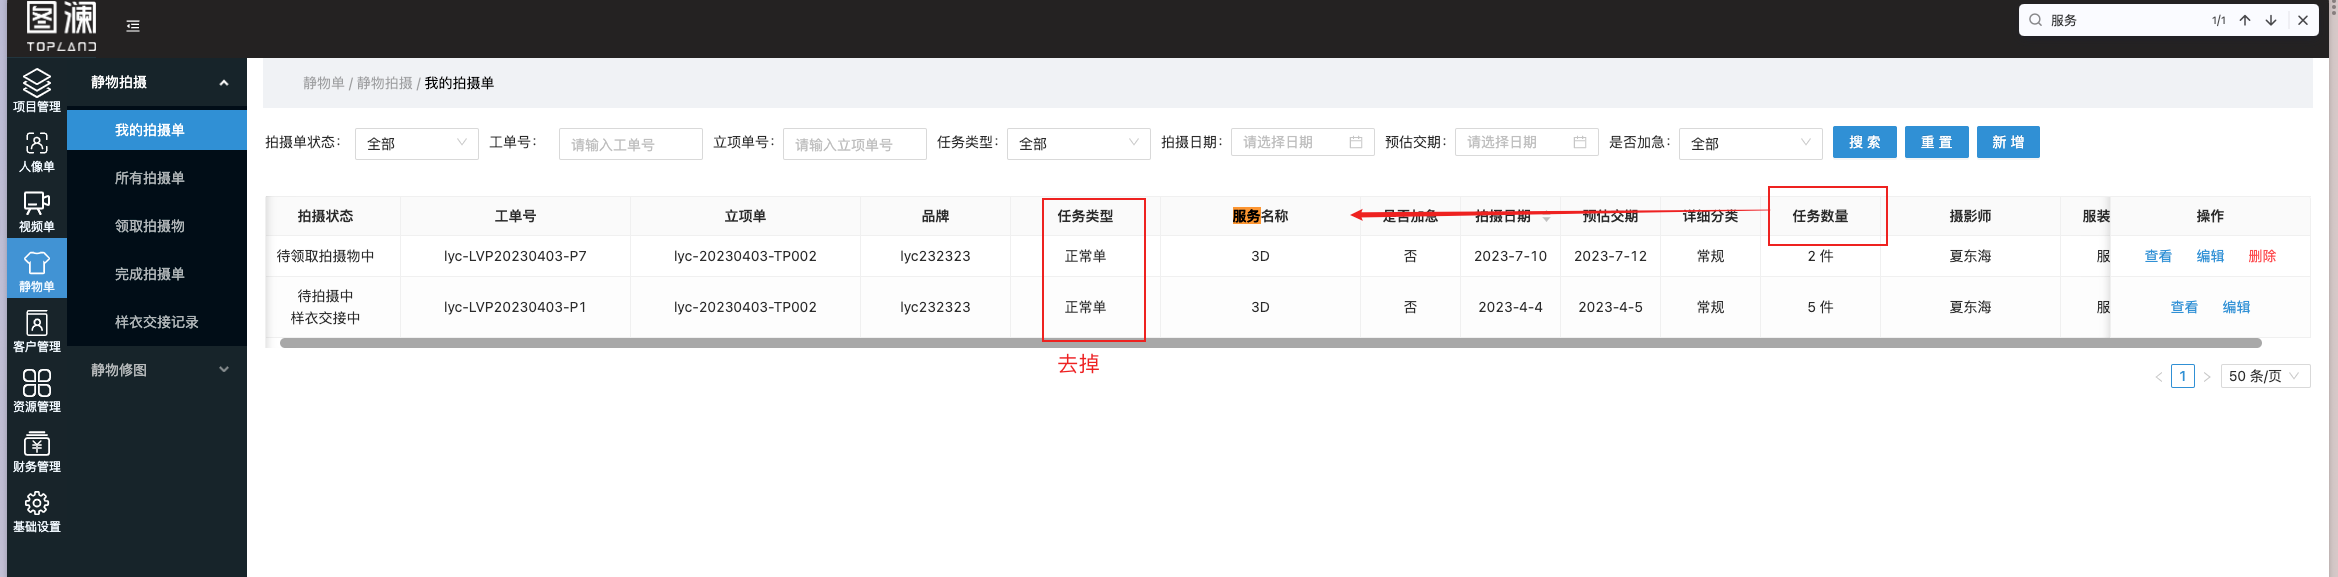 图澜
TOPLAND
服务 1/1
项目管理
人像单
视频单
静物单
客户管理
资源管理
财务管理
基础设置
静物拍摄
我的拍摄单
所有拍摄单
领取拍摄物
完成拍摄单
样衣交接记录
静物修图
静物单 / 静物拍摄 / 我的拍摄单
拍摄单状态: 全部 工单号: 请输入工单号 立项单号: 请输入立项单号 任务类型: 全部 拍摄日期: 请选择日期 预估交期: 请选择日期 是否加急: 全部 搜 索 重 置 新 增
拍摄状态 工单号 立项单 品牌 任务类型 服务名称 是否加急 拍摄日期 预估交期 详细分类 任务数量 摄影师 服装 操作
待领取拍摄物中 lyc-LVP20230403-P7 lyc-20230403-TP002 lyc232323 正常单 3D 否 2023-7-10 2023-7-12 常规 2 件 夏东海 服 查看 编辑 删除
待拍摄中
样衣交接中 lyc-LVP20230403-P1 lyc-20230403-TP002 lyc232323 正常单 3D 否 2023-4-4 2023-4-5 常规 5 件 夏东海 服 查看 编辑
去掉
1 50 条/页